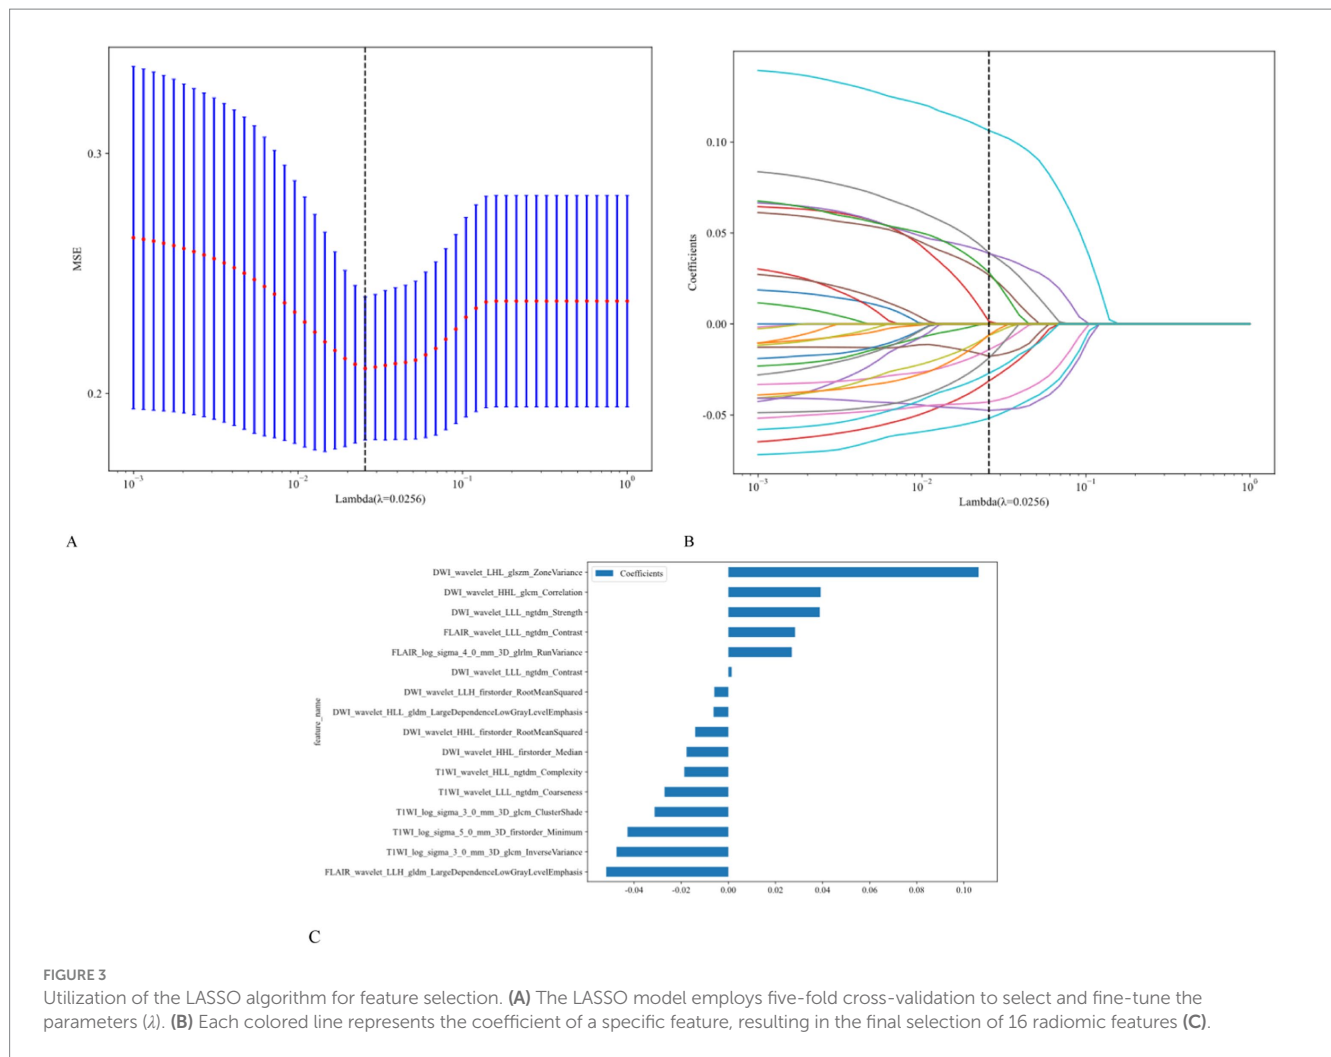 0.3
0.2
MSE
10⁻³
10⁻²
10⁻¹
10⁰
Lambda(λ=0.0256)
A
0.10
0.05
0.00
-0.05
Coefficients
10⁻³
10⁻²
10⁻¹
10⁰
Lambda(λ=0.0256)
B
Coefficients
feature_name
DWI_wavelet_LHL_glszm_ZoneVariance
DWI_wavelet_HHL_glcm_Correlation
DWI_wavelet_LLL_ngtdm_Strength
FLAIR_wavelet_LLL_ngtdm_Contrast
FLAIR_log_sigma_4_0_mm_3D_glrlm_RunVariance
DWI_wavelet_LLL_ngtdm_Contrast
DWI_wavelet_LLH_firstorder_RootMeanSquared
DWI_wavelet_HLL_gldm_LargeDependenceLowGrayLevelEmphasis
DWI_wavelet_HHL_firstorder_RootMeanSquared
DWI_wavelet_HHL_firstorder_Median
T1WI_wavelet_HLL_ngtdm_Complexity
T1WI_wavelet_LLL_ngtdm_Coarseness
T1WI_log_sigma_3_0_mm_3D_glcm_ClusterShade
T1WI_log_sigma_5_0_mm_3D_firstorder_Minimum
T1WI_log_sigma_3_0_mm_3D_glcm_InverseVariance
FLAIR_wavelet_LLH_gldm_LargeDependenceLowGrayLevelEmphasis
-0.04
-0.02
0.00
0.02
0.04
0.06
0.08
0.10
C
FIGURE 3
Utilization of the LASSO algorithm for feature selection. (A) The LASSO model employs five-fold cross-validation to select and fine-tune the
parameters (λ). (B) Each colored line represents the coefficient of a specific feature, resulting in the final selection of 16 radiomic features (C).